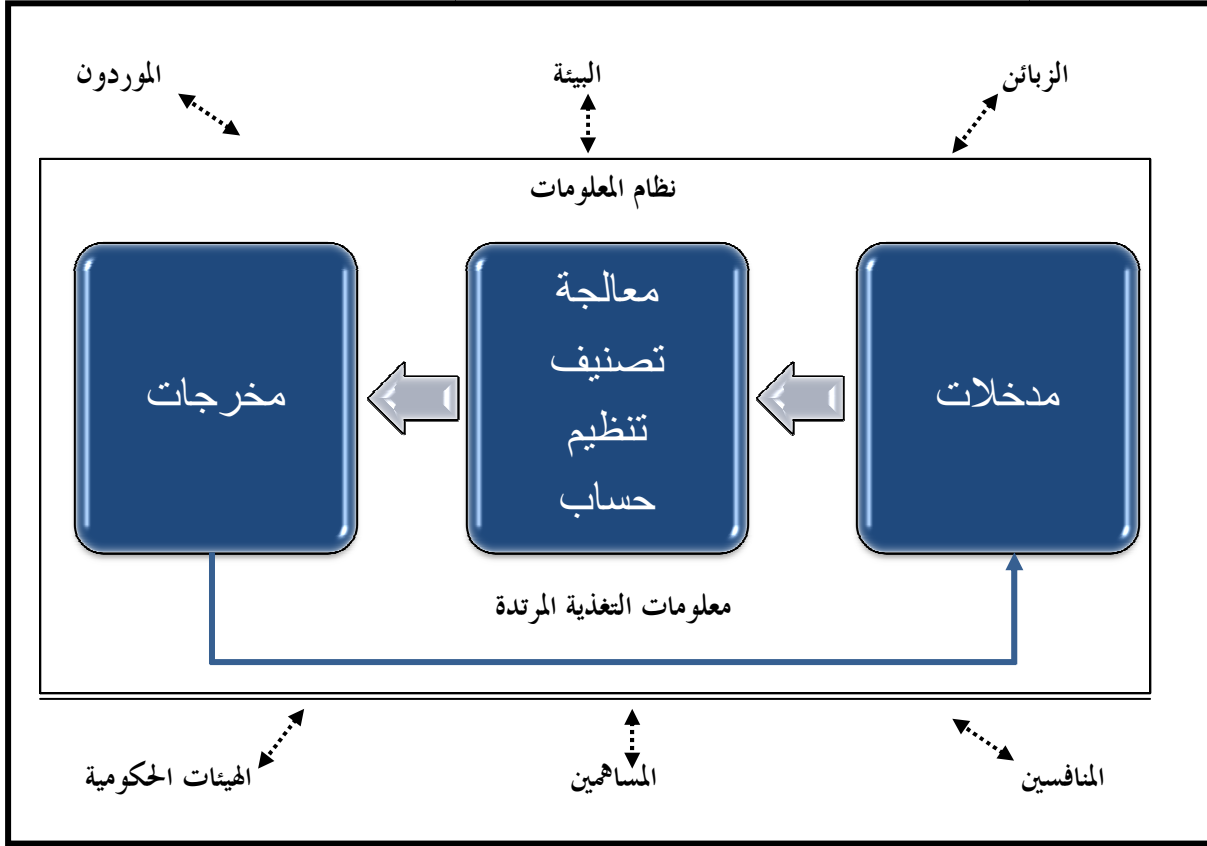 الزبائن
البيئة
الموردون
نظام المعلومات
مدخلات
معالجة
تصنيف
تنظيم
حساب
مخرجات
معلومات التغذية المرتدة
المنافسين
المساهمين
الهيئات الحكومية